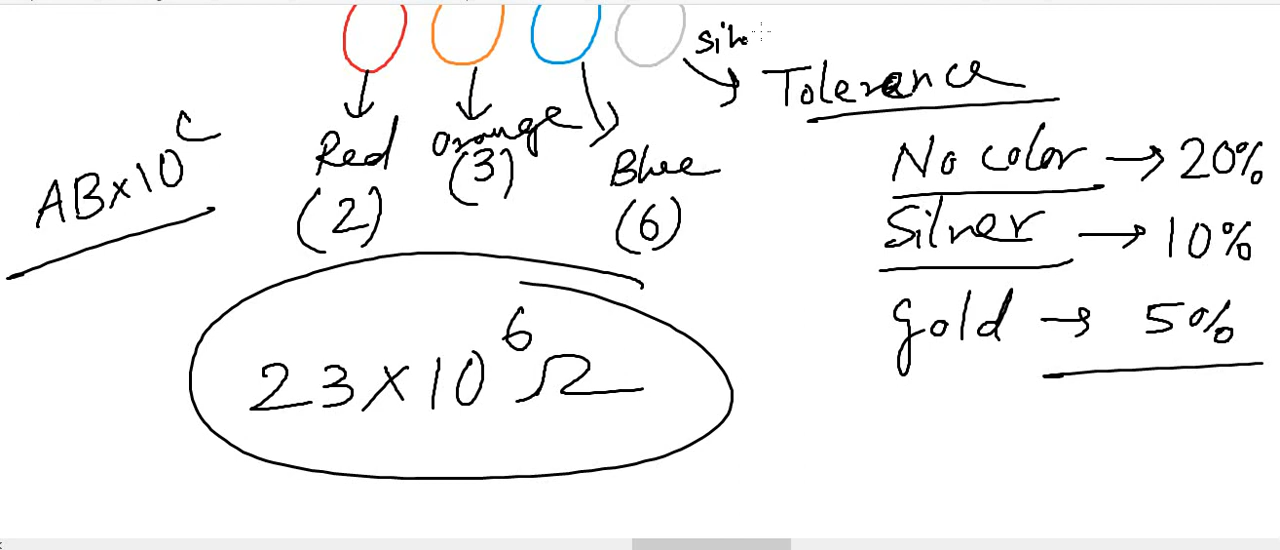 Silv
Tolerance
Red
(2)
Orange
(3)
Blue
(6)
AB×10^C
No color → 20%
Silver → 10%
Gold → 5%
23×10^6 Ω